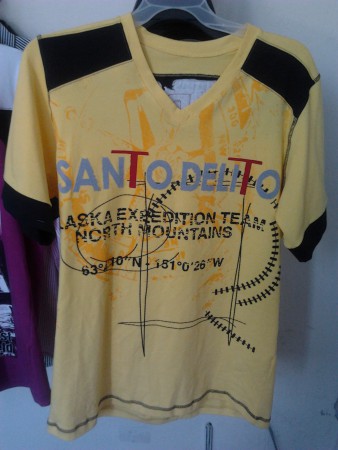 SANTO DELITO
LASKA EXPEDITION TEAM
NORTH MOUNTAINS
63°10"N - 151°0'26"W